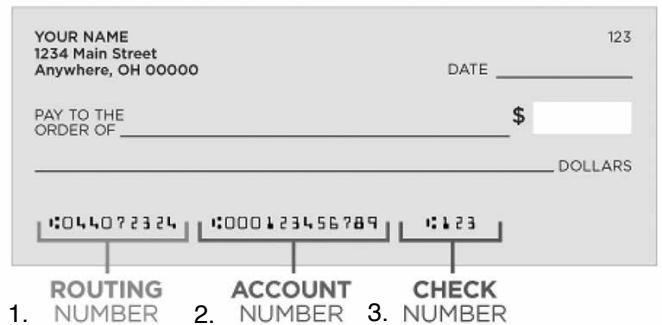 YOUR NAME 123
1234 Main Street
Anywhere, OH 00000
DATE
PAY TO THE
ORDER OF $
DOLLARS
⑆044072324 ⑆000123456789 ⑆123
ROUTING ACCOUNT CHECK
1. NUMBER 2. NUMBER 3. NUMBER